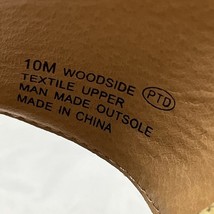 10M WOODSIDE
TEXTILE UPPER PTD
MAN MADE OUTSOLE
MADE IN CHINA